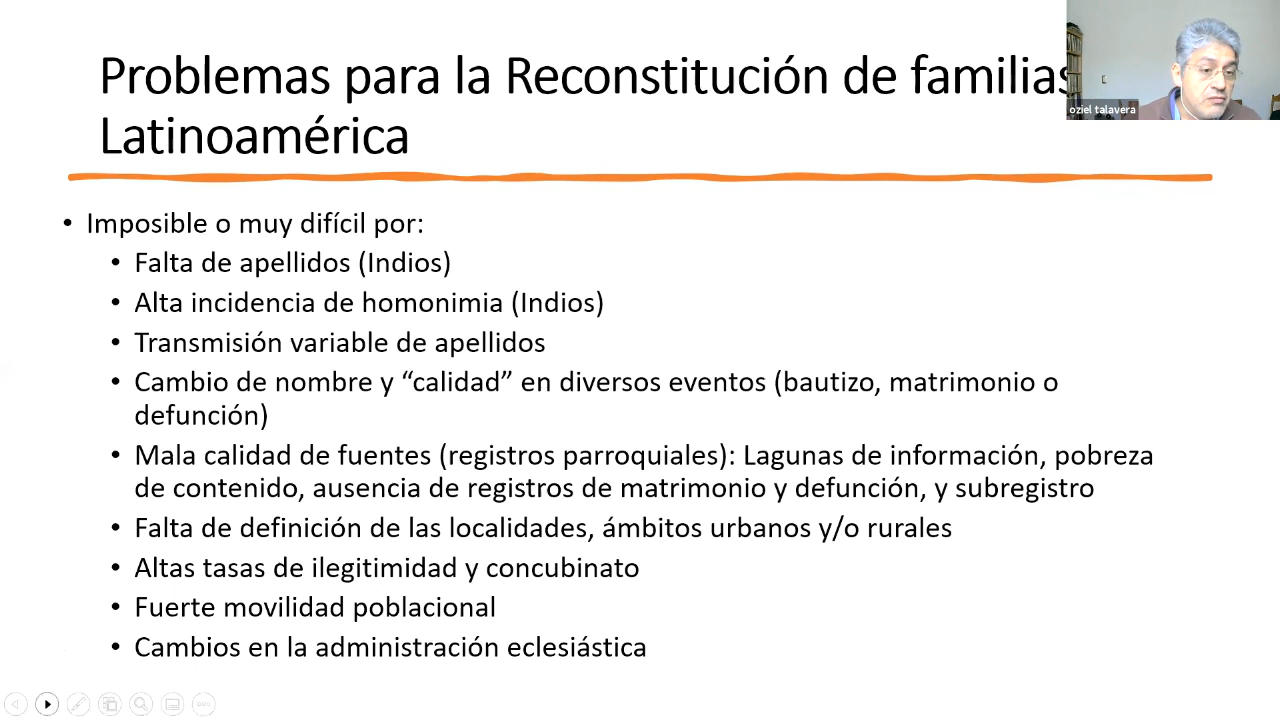 Problemas para la Reconstitución de familias
Latinoamérica
oziel talavera
• Imposible o muy difícil por:
• Falta de apellidos (Indios)
• Alta incidencia de homonimia (Indios)
• Transmisión variable de apellidos
• Cambio de nombre y “calidad” en diversos eventos (bautizo, matrimonio o
defunción)
• Mala calidad de fuentes (registros parroquiales): Lagunas de información, pobreza
de contenido, ausencia de registros de matrimonio y defunción, y subregistro
• Falta de definición de las localidades, ámbitos urbanos y/o rurales
• Altas tasas de ilegitimidad y concubinato
• Fuerte movilidad poblacional
• Cambios en la administración eclesiástica